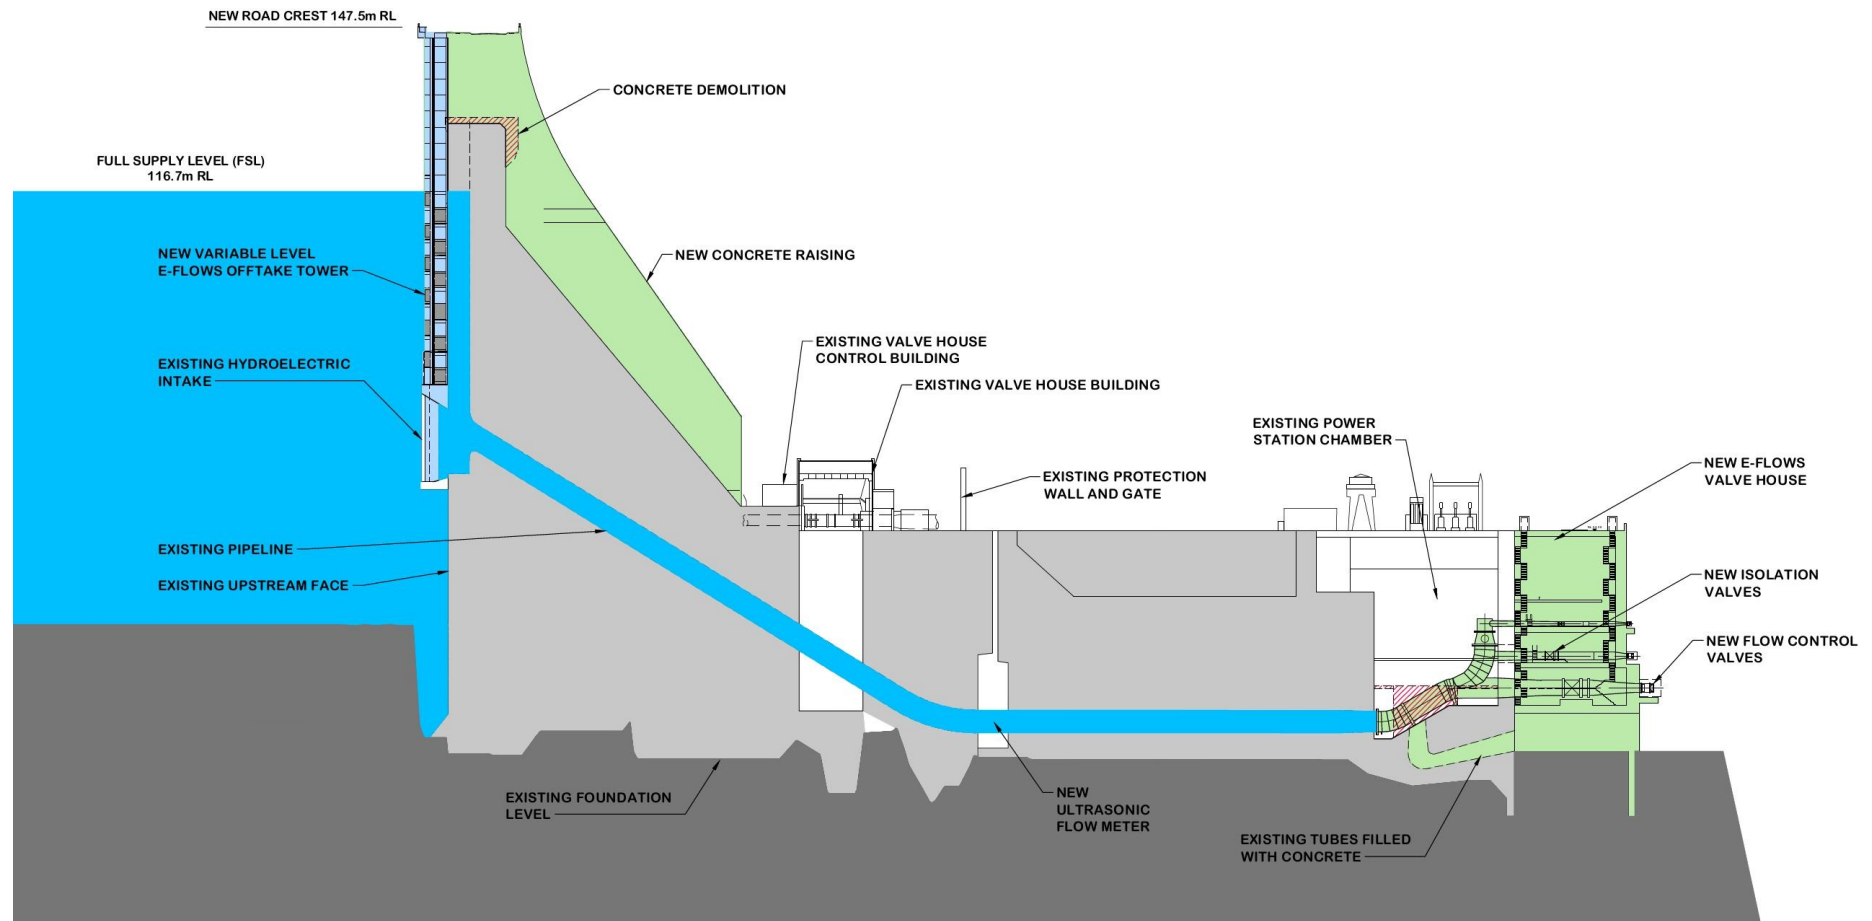 NEW ROAD CREST 147.5m RL
CONCRETE DEMOLITION
FULL SUPPLY LEVEL (FSL)
116.7m RL
NEW VARIABLE LEVEL
E-FLOWS OFFTAKE TOWER
NEW CONCRETE RAISING
EXISTING VALVE HOUSE
CONTROL BUILDING
EXISTING HYDROELECTRIC
INTAKE
EXISTING VALVE HOUSE BUILDING
EXISTING POWER
STATION CHAMBER
EXISTING PROTECTION
WALL AND GATE
NEW E-FLOWS
VALVE HOUSE
EXISTING PIPELINE
EXISTING UPSTREAM FACE
NEW ISOLATION
VALVES
NEW FLOW CONTROL
VALVES
EXISTING FOUNDATION
LEVEL
NEW
ULTRASONIC
FLOW METER
EXISTING TUBES FILLED
WITH CONCRETE